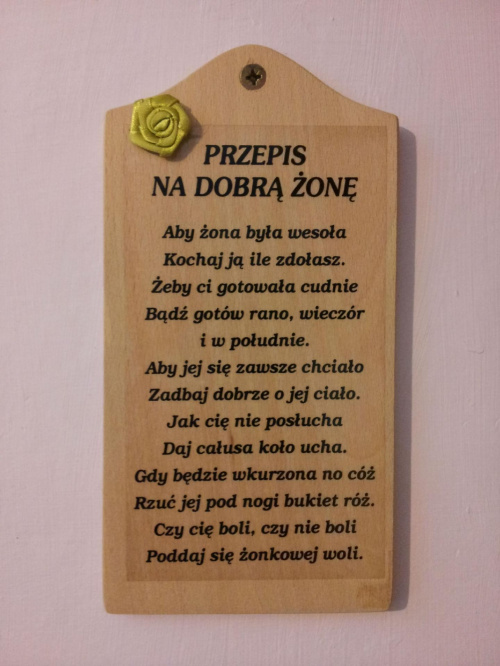 PRZEPIS
NA DOBRĄ ŻONĘ
Aby żona była wesoła
Kochaj ją ile zdołasz.
Żeby ci gotowała cudnie
Bądź gotów rano, wieczór
i w południe.
Aby jej się zawsze chciało
Zadbaj dobrze o jej ciało.
Jak cię nie posłucha
Daj całusa koło ucha.
Gdy będzie wkurzona no cóż
Rzuć jej pod nogi bukiet róż.
Czy cię boli, czy nie boli
Poddaj się żonkowej woli.